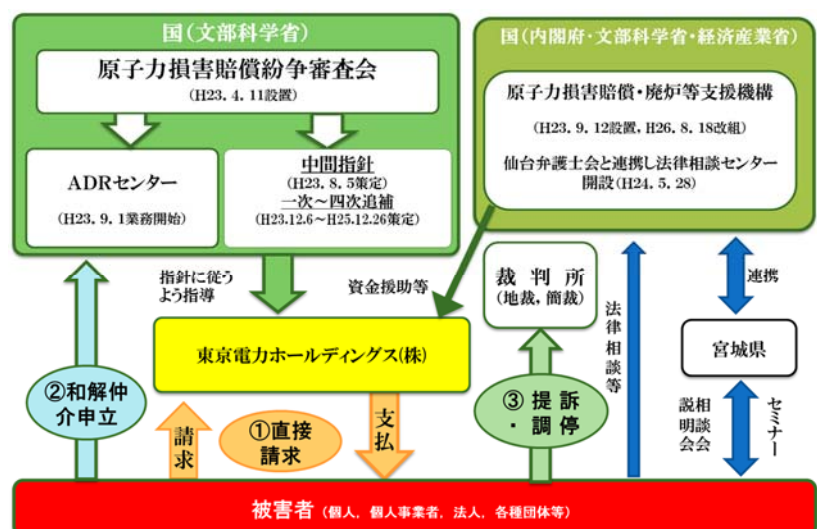 国(文部科学省)
原子力損害賠償紛争審査会
(H23. 4. 11設置)
ADRセンター
(H23. 9. 1業務開始)
中間指針
(H23. 8. 5策定)
一次～四次追補
(H23.12.6～H25.12.26策定)
国(内閣府・文部科学省・経済産業省)
原子力損害賠償・廃炉等支援機構
(H23. 9. 12設置, H26. 8. 18改組)
仙台弁護士会と連携し法律相談センター
開設(H24. 5. 28)
指針に従う
よう指導
資金援助等
裁判所
(地裁, 簡裁)
法律相談等
連携
宮城県
東京電力ホールディングス(株)
②和解仲
介申立
請求
①直接
請求
支払
③ 提訴
・調停
相談会
説明会
セミナー
被害者 (個人, 個人事業者, 法人, 各種団体等)